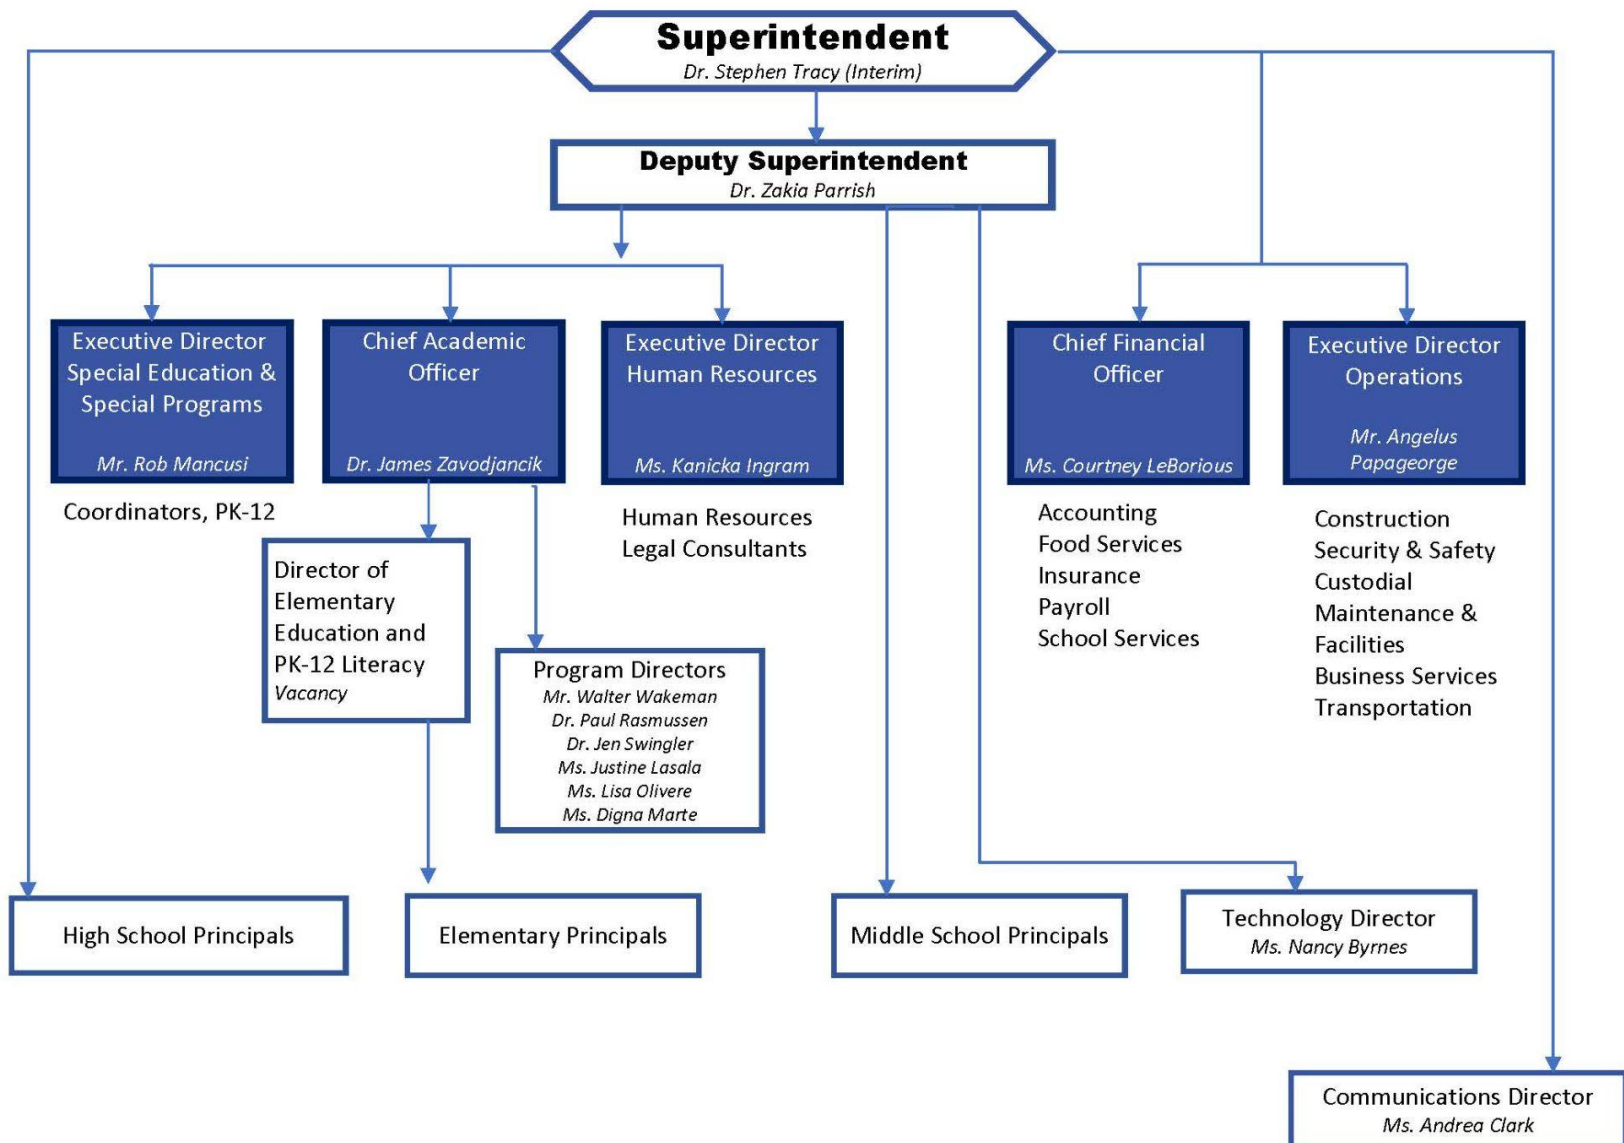 Superintendent
Dr. Stephen Tracy (Interim)
Deputy Superintendent
Dr. Zakia Parrish
Executive Director
Special Education &
Special Programs
Mr. Rob Mancusi
Coordinators, PK-12
Chief Academic
Officer
Dr. James Zavodjancik
Executive Director
Human Resources
Ms. Kanicka Ingram
Human Resources
Legal Consultants
Chief Financial
Officer
Ms. Courtney LeBorious
Accounting
Food Services
Insurance
Payroll
School Services
Executive Director
Operations
Mr. Angelus
Papageorge
Construction
Security & Safety
Custodial
Maintenance &
Facilities
Business Services
Transportation
Director of
Elementary
Education and
PK-12 Literacy
Vacancy
Program Directors
Mr. Walter Wakeman
Dr. Paul Rasmussen
Dr. Jen Swingler
Ms. Justine Lasala
Ms. Lisa Olivere
Ms. Digna Marte
High School Principals
Elementary Principals
Middle School Principals
Technology Director
Ms. Nancy Byrnes
Communications Director
Ms. Andrea Clark